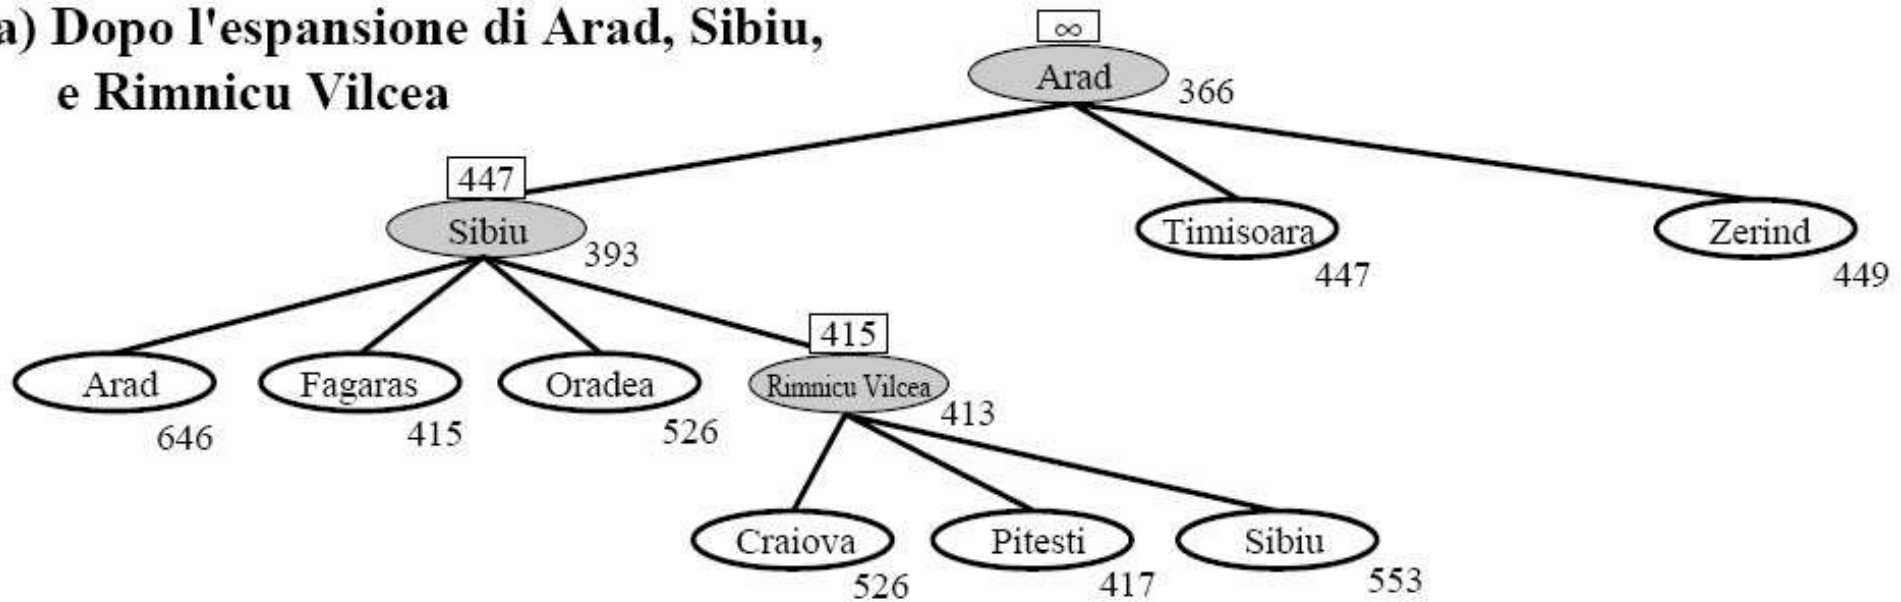 a) Dopo l'espansione di Arad, Sibiu,
e Rimnicu Vilcea
∞
Arad
366
447
Sibiu
393
Timisoara
447
Zerind
449
Arad
646
Fagaras
415
Oradea
526
415
Rimnicu Vilcea
413
Craiova
526
Pitesti
417
Sibiu
553